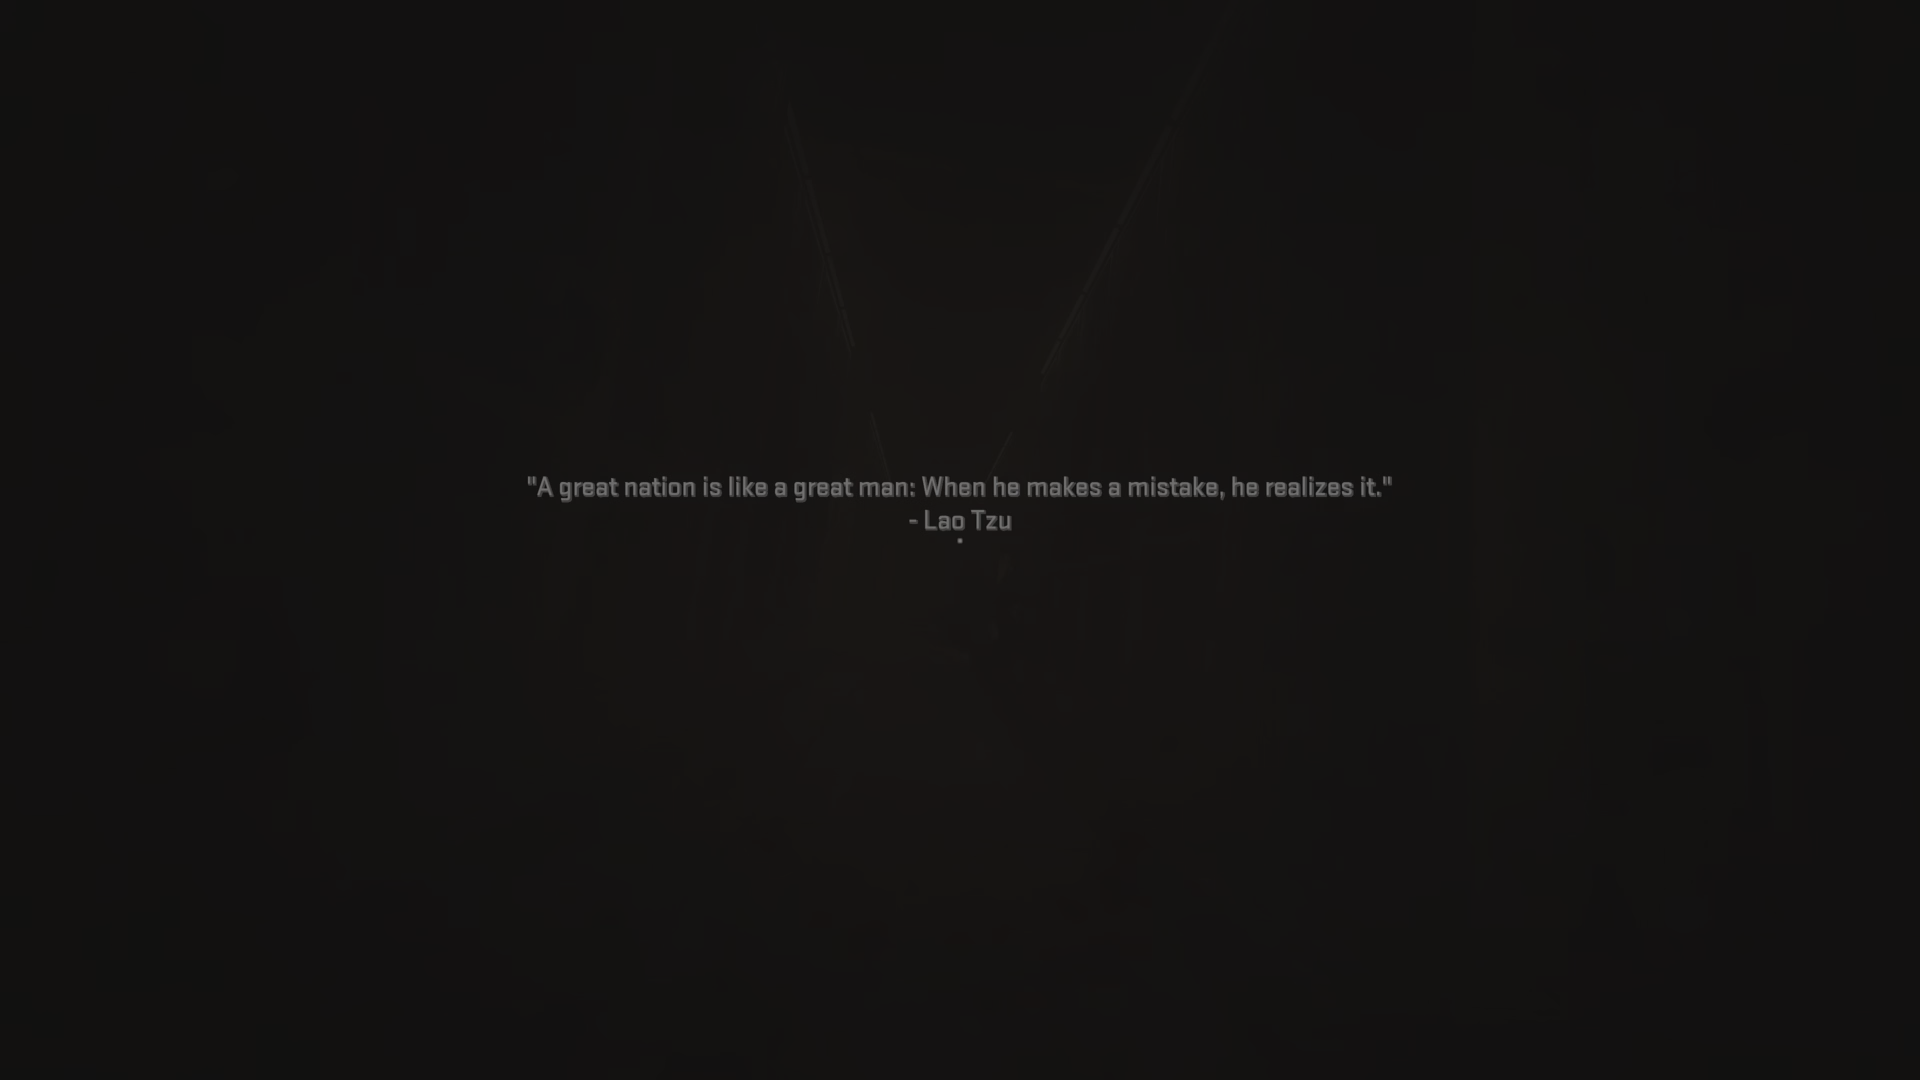 "A great nation is like a great man: When he makes a mistake, he realizes it."
- Lao Tzu